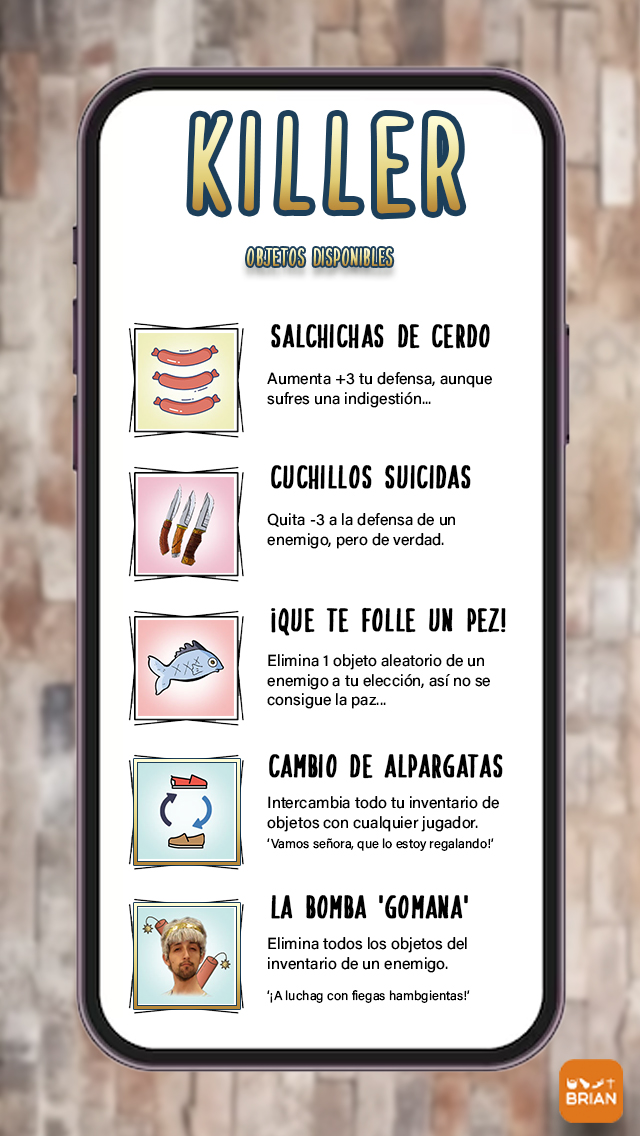 KILLER
OBJETOS DISPONIBLES
SALCHICHAS DE CERDO
Aumenta +3 tu defensa, aunque
sufres una indigestión...
CUCHILLOS SUICIDAS
Quita -3 a la defensa de un
enemigo, pero de verdad.
¡QUE TE FOLLE UN PEZ!
Elimina 1 objeto aleatorio de un
enemigo a tu elección, así no se
consigue la paz...
CAMBIO DE ALPARGATAS
Intercambia todo tu inventario de
objetos con cualquier jugador.
'Vamos señora, que lo estoy regalando!'
LA BOMBA 'GOMANA'
Elimina todos los objetos del
inventario de un enemigo.
'¡A luchag con fiegas hambgientas!'
BRIAN